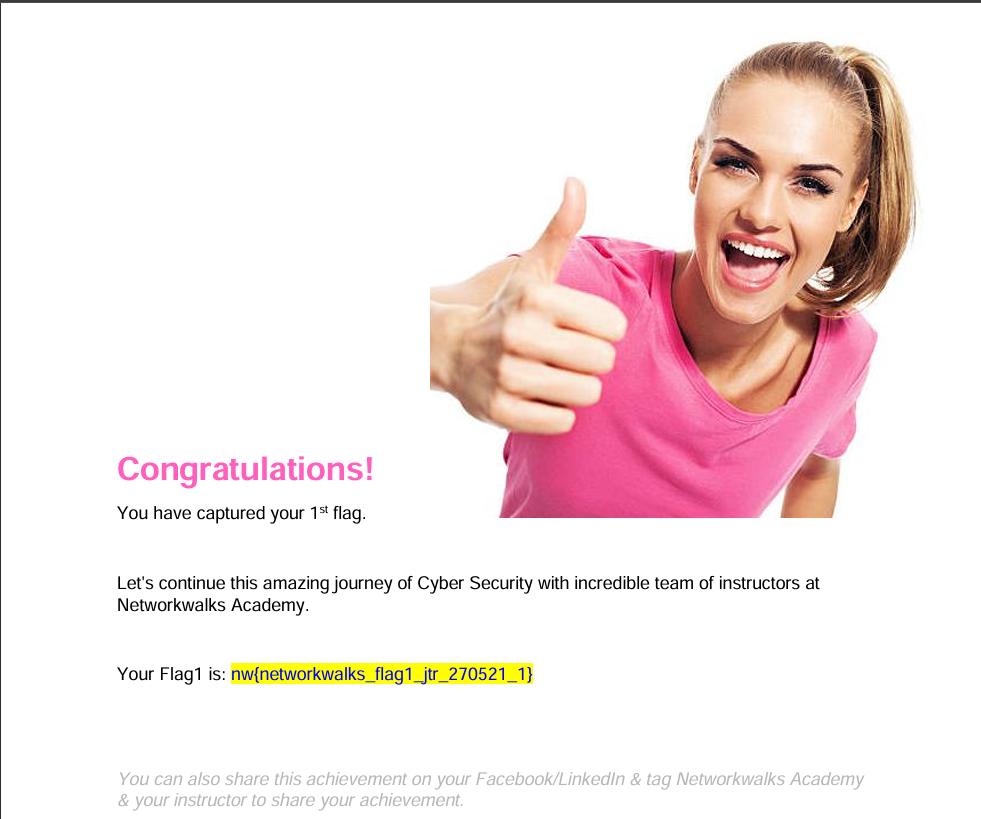 Congratulations!
You have captured your 1st flag.
Let's continue this amazing journey of Cyber Security with incredible team of instructors at
Networkwalks Academy.
Your Flag1 is: nw{networkwalks_flag1_jtr_270521_1}
You can also share this achievement on your Facebook/LinkedIn & tag Networkwalks Academy
& your instructor to share your achievement.